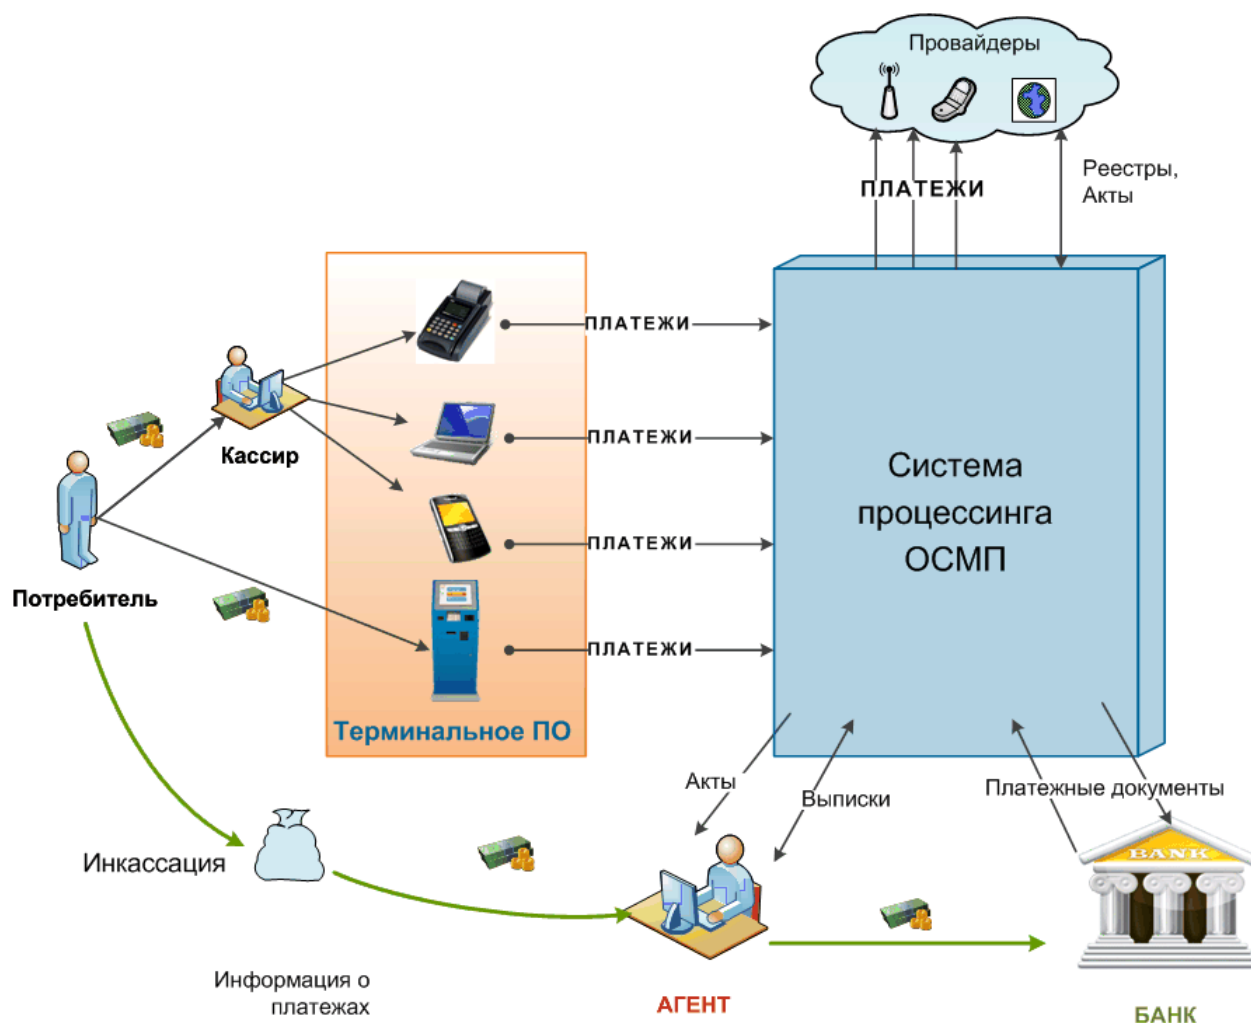 Провайдеры
ПЛАТЕЖИ
Реестры,
Акты
ПЛАТЕЖИ
ПЛАТЕЖИ
ПЛАТЕЖИ
ПЛАТЕЖИ
Кассир
Потребитель
Терминальное ПО
Система
процессинга
ОСМП
Акты
Выписки
Платежные документы
BANK
Инкассация
Информация о
платежах
АГЕНТ
БАНК